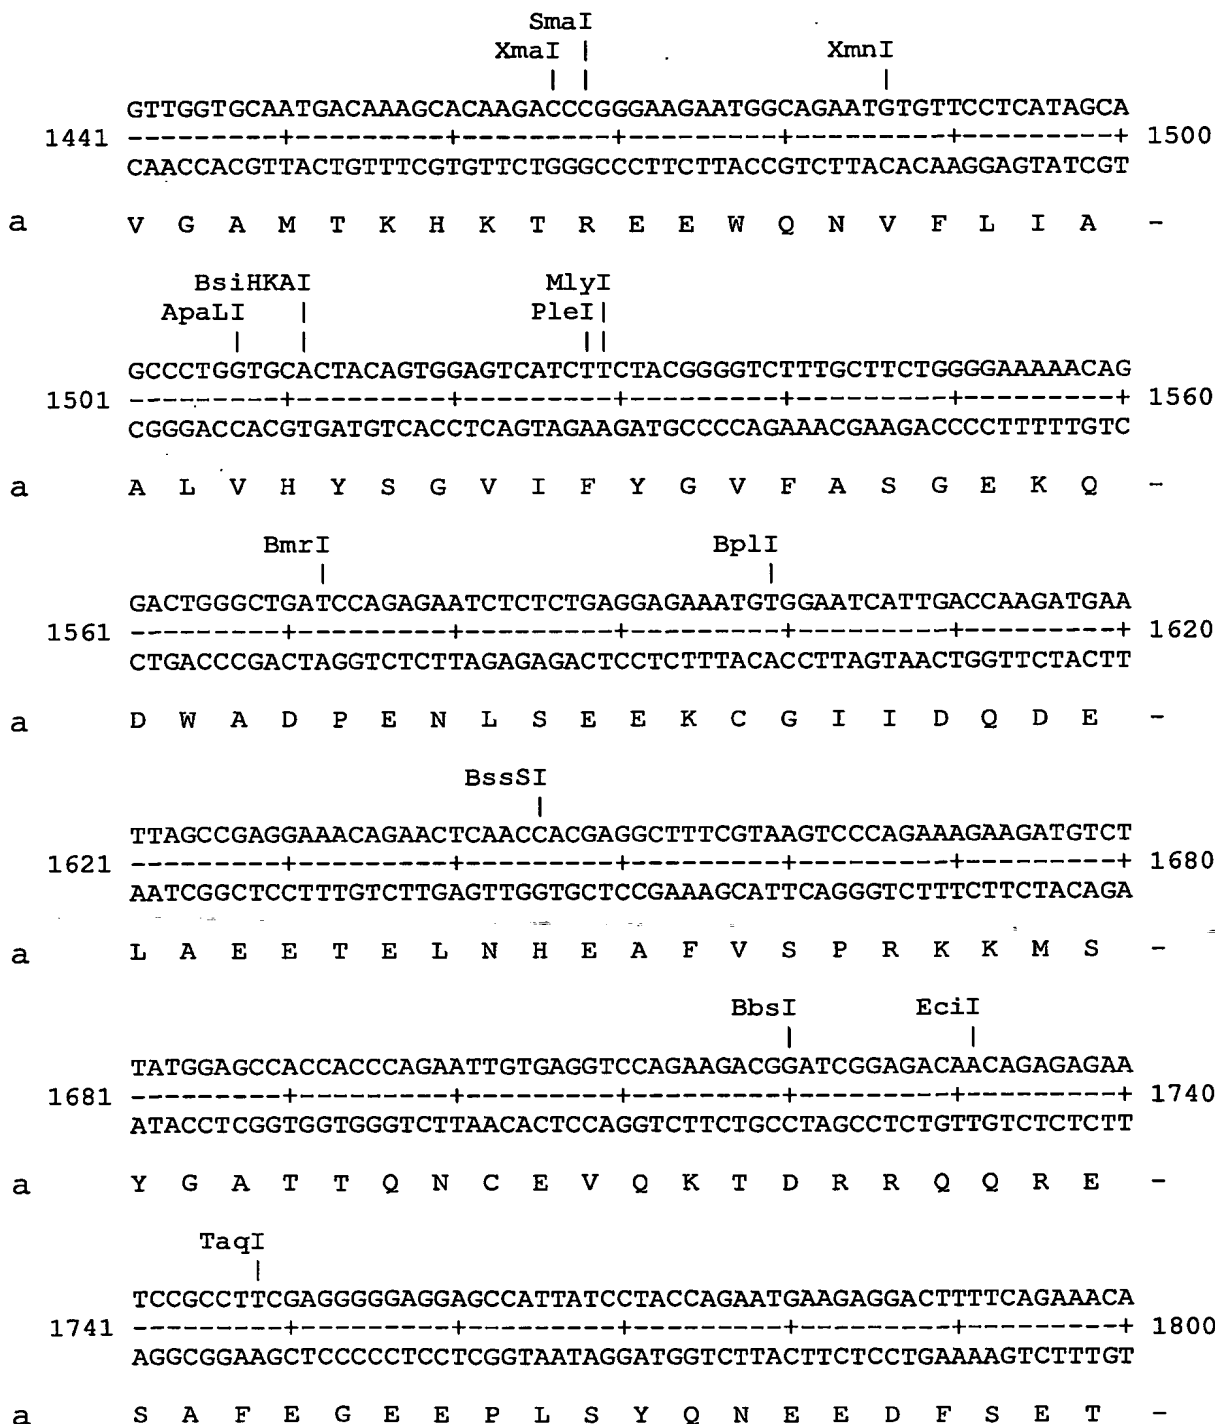 SmaI
XmaI | XmnI
| | |
GTTGGTGCAATGACAAAGCACAAGACCCGGGAAGAATGGCAGAATGTGTTCCTCATAGCA
1441 ---------+---------+---------+---------+---------+---------+ 1500
CAACCACGTTACTGTTTCGTGTTCTGGGCCCTTCTTACCGTCTTACACAAGGAGTATCGT
a V G A M T K H K T R E E W Q N V F L I A -
BsiHKAI MlyI
ApaLI | PleI|
| | ||
GCCCTGGTGCACTACAGTGGAGTCATCTTCTACGGGGTCTTTGCTTCTGGGGAAAAACAG
1501 ---------+---------+---------+---------+---------+---------+ 1560
CGGGACCACGTGATGTCACCTCAGTAGAAGATGCCCCAGAAACGAAGACCCCTTTTTGTC
a A L V H Y S G V I F Y G V F A S G E K Q -
BmrI BplI
| |
GACTGGGCTGATCCAGAGAATCTCTCTGAGGAGAAATGTGGAATCATTGACCAAGATGAA
1561 ---------+---------+---------+---------+---------+---------+ 1620
CTGACCCGACTAGGTCTCTTAGAGAGACTCCTCTTTACACCTTAGTAACTGGTTCTACTT
a D W A D P E N L S E E K C G I I D Q D E -
BssSI
|
TTAGCCGAGGAAACAGAACTCAACCACGAGGCTTTCGTAAGTCCCAGAAAGAAGATGTCT
1621 ---------+---------+---------+---------+---------+---------+ 1680
AATCGGCTCCTTTGTCTTGAGTTGGTGCTCCGAAAGCATTCAGGGTCTTTCTTCTACAGA
a L A E E T E L N H E A F V S P R K K M S -
BbsI EciI
| |
TATGGAGCCACCACCCAGAATTGTGAGGTCCAGAAGACGGATCGGAGACAACAGAGAGAA
1681 ---------+---------+---------+---------+---------+---------+ 1740
ATACCTCGGTGGTGGGTCTTAACACTCCAGGTCTTCTGCCTAGCCTCTGTTGTCTCTCTT
a Y G A T T Q N C E V Q K T D R R Q Q R E -
TaqI
|
TCCGCCTTCGAGGGGGAGGAGCCATTATCCTACCAGAATGAAGAGGACTTTTCAGAAACA
1741 ---------+---------+---------+---------+---------+---------+ 1800
AGGCGGAAGCTCCCCCTCCTCGGTAATAGGATGGTCTTACTTCTCCTGAAAAGTCTTTGT
a S A F E G E E P L S Y Q N E E D F S E T -